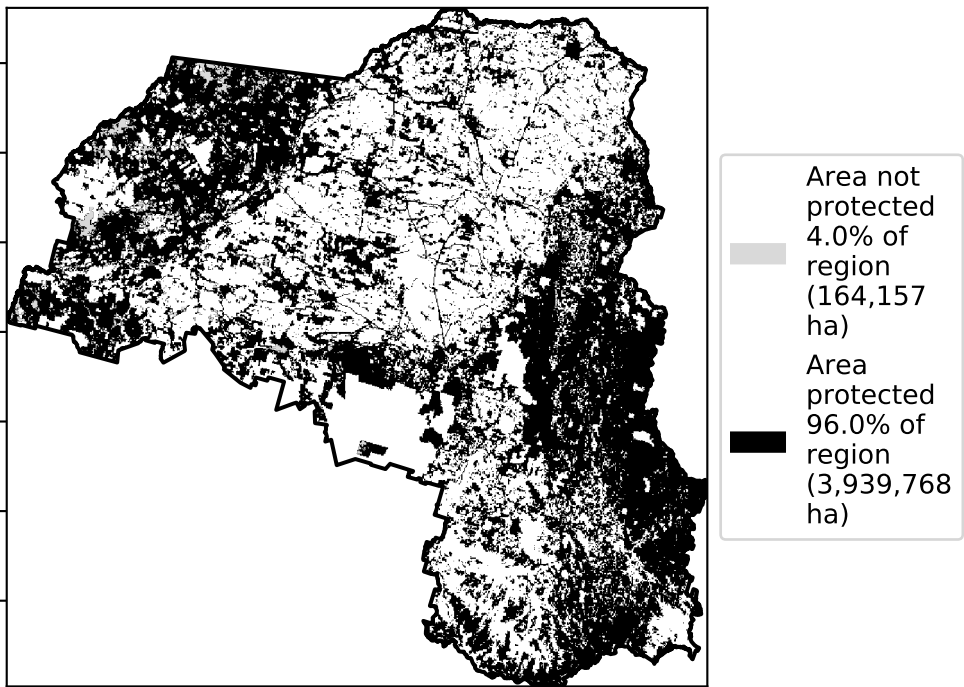 Area not
protected
4.0% of
region
(164,157
ha)
Area
protected
96.0% of
region
(3,939,768
ha)